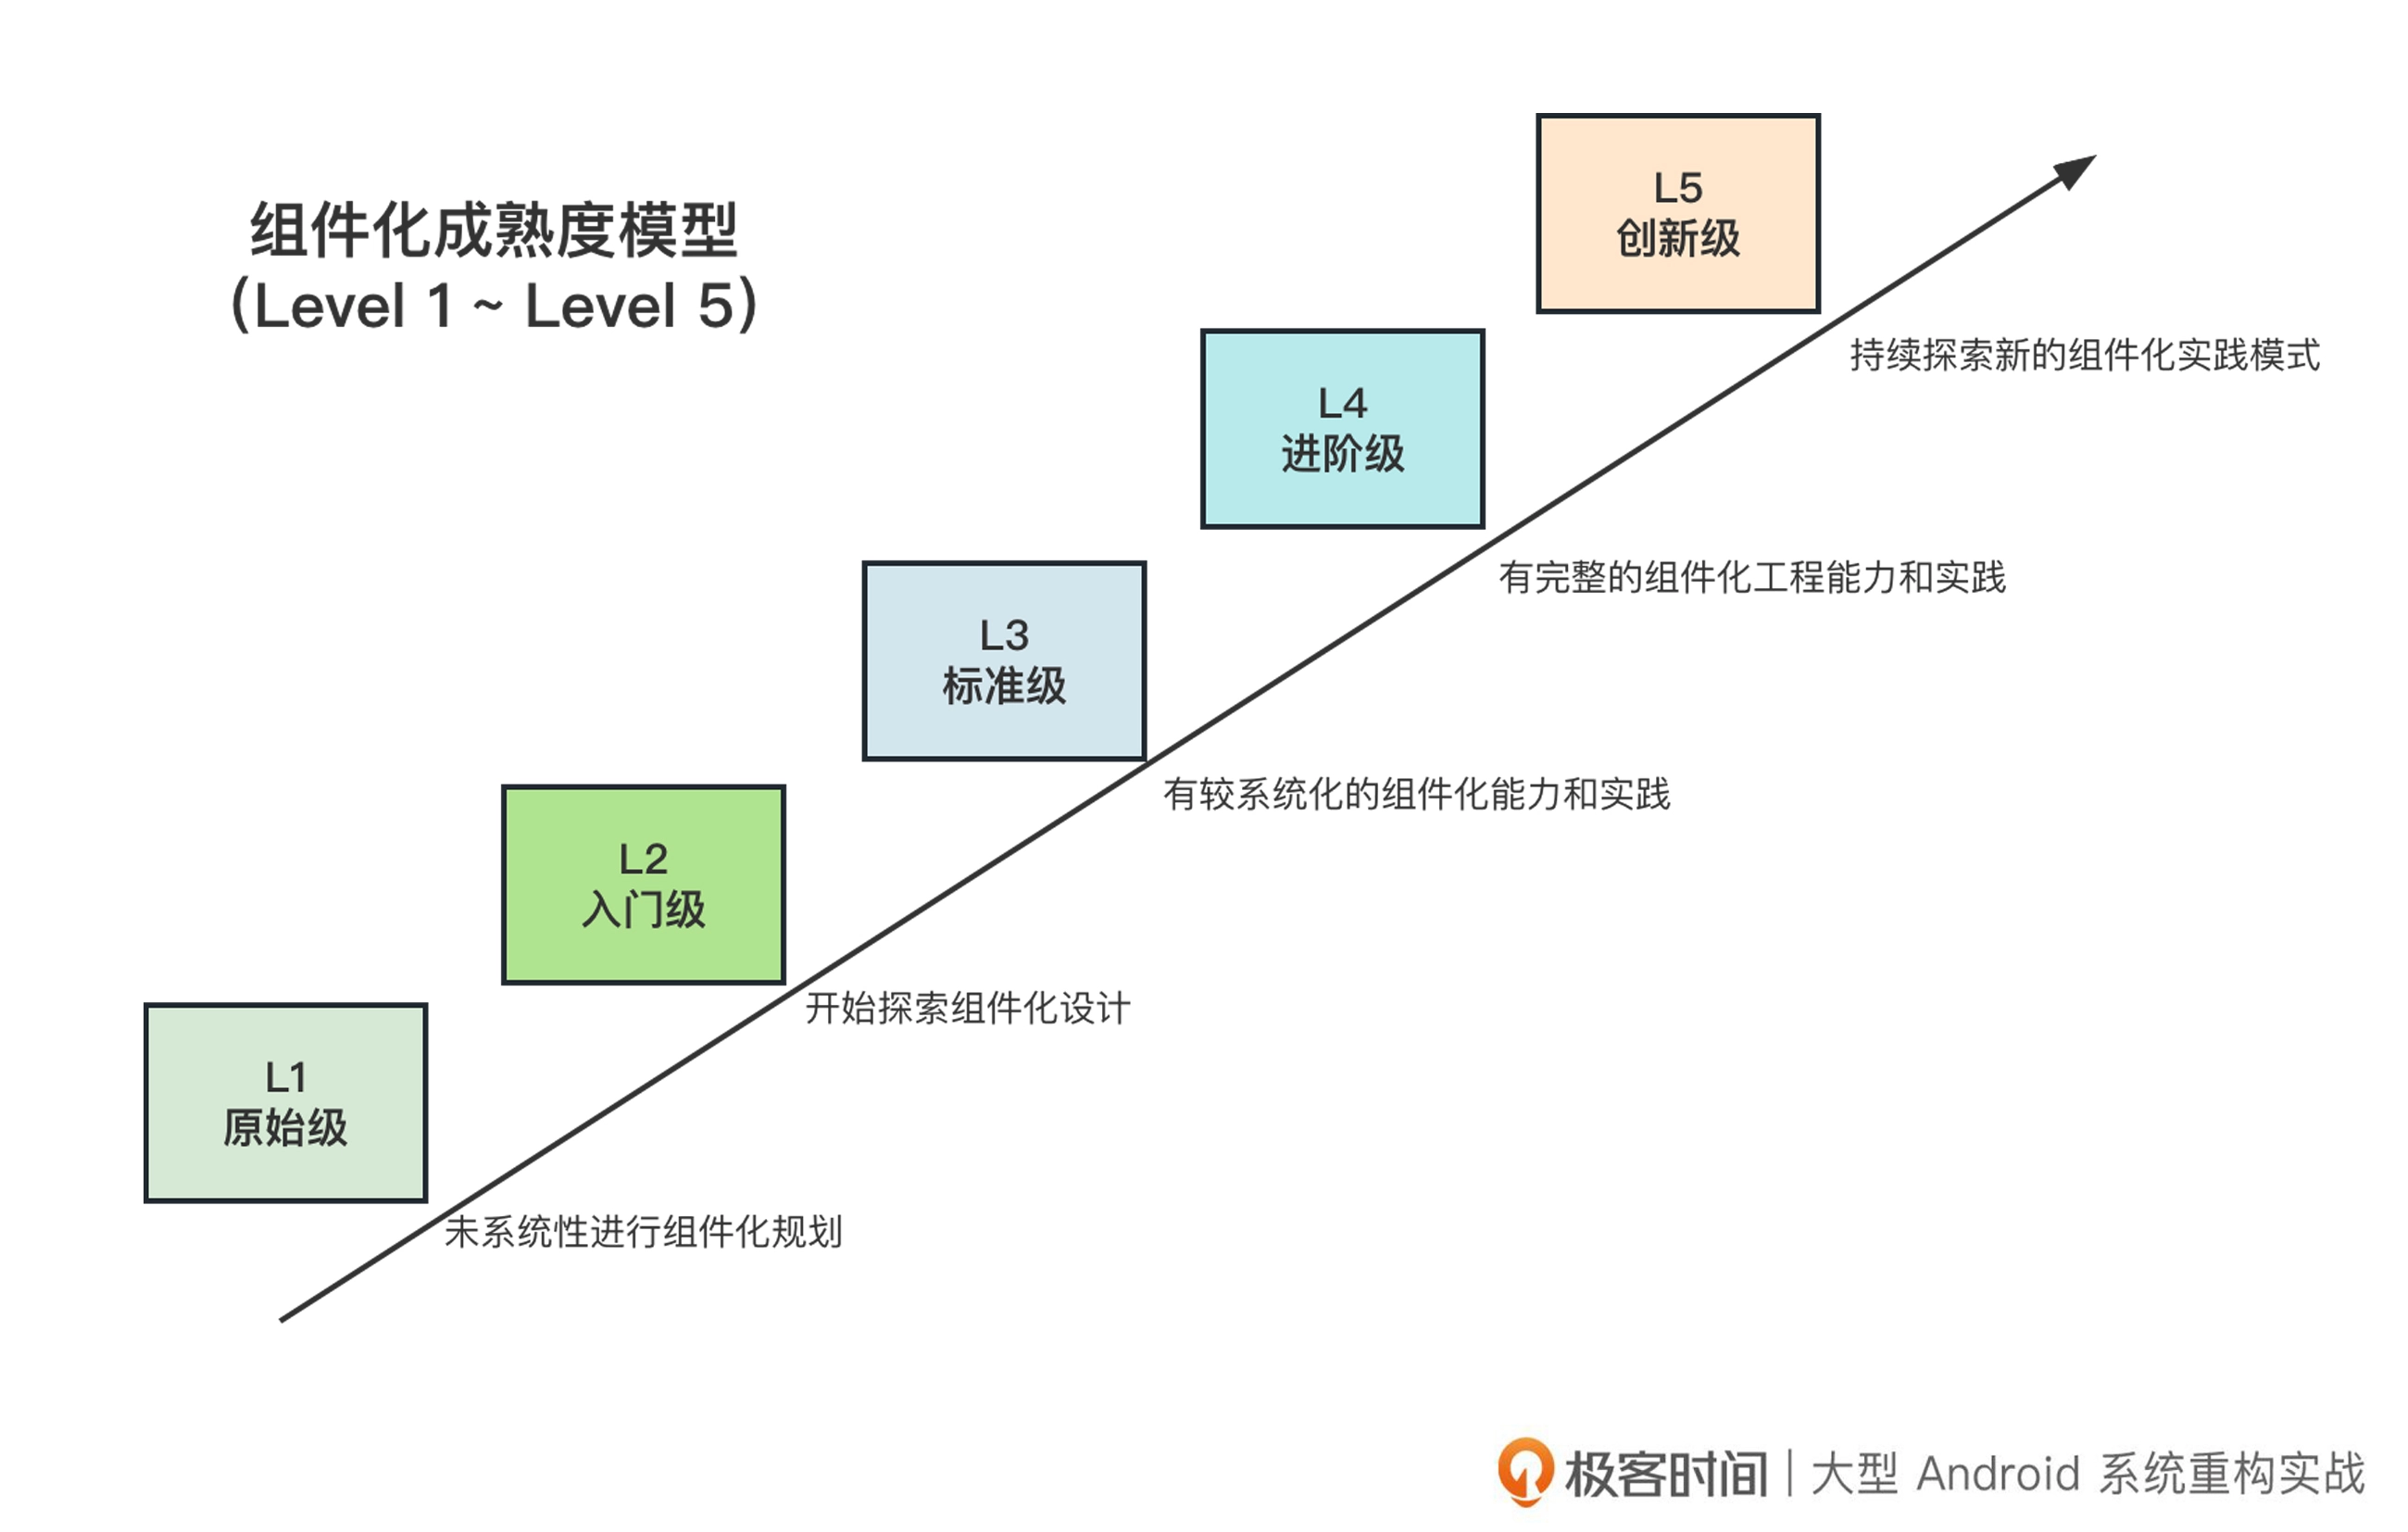 组件化成熟度模型
(Level 1 ~ Level 5)
L5
创新级
持续探索新的组件化实践模式
L4
进阶级
有完整的组件化工程能力和实践
L3
标准级
有较系统化的组件化能力和实践
L2
入门级
开始探索组件化设计
L1
原始级
未系统性进行组件化规划
极客时间 | 大型 Android 系统重构实战